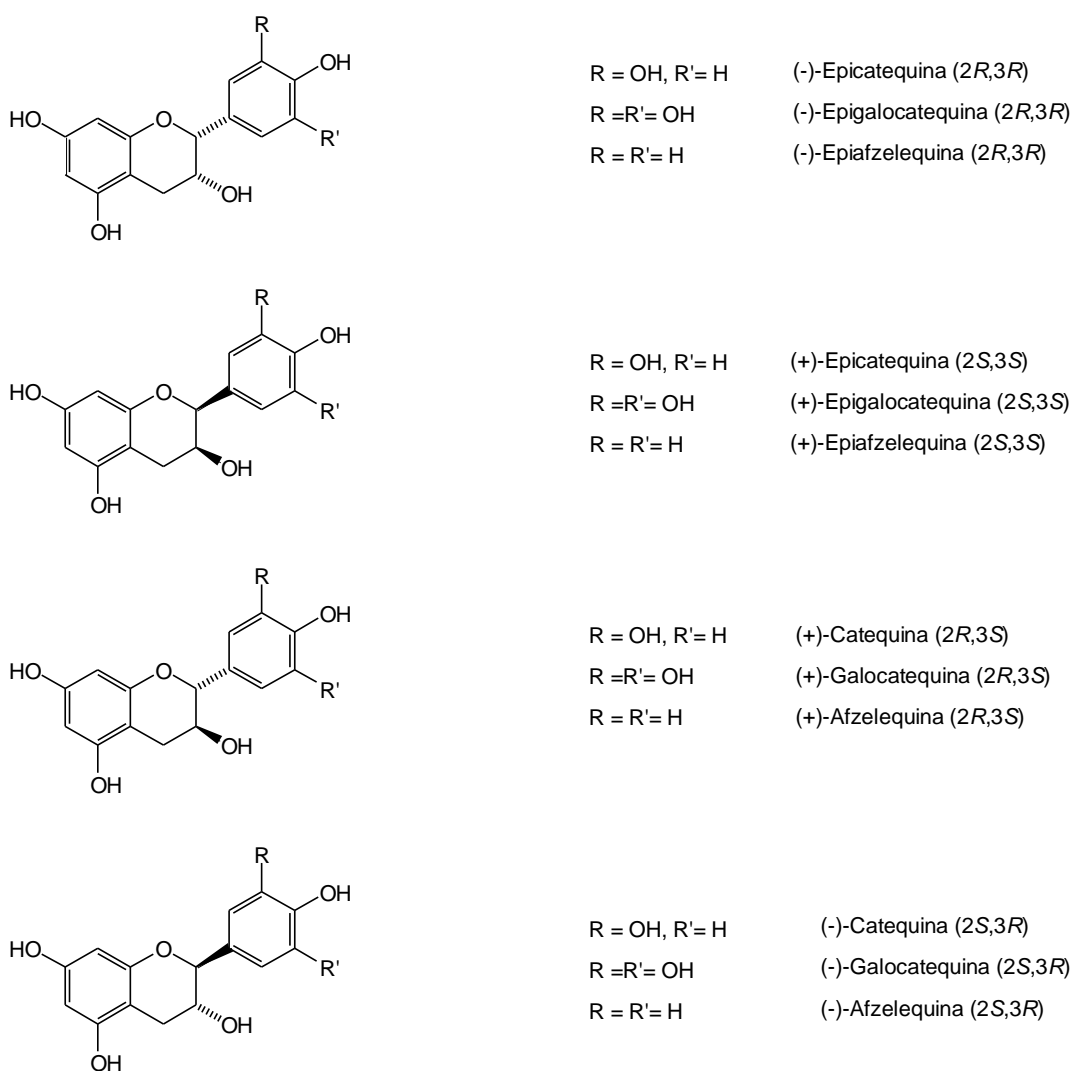 R
OH
HO
O
R'
OH
OH
R = OH, R'= H (-)-Epicatequina (2R,3R)
R =R'= OH (-)-Epigalocatequina (2R,3R)
R = R'= H (-)-Epiafzelequina (2R,3R)
R
OH
HO
O
R'
OH
OH
R = OH, R'= H (+)-Epicatequina (2S,3S)
R =R'= OH (+)-Epigalocatequina (2S,3S)
R = R'= H (+)-Epiafzelequina (2S,3S)
R
OH
HO
O
R'
OH
OH
R = OH, R'= H (+)-Catequina (2R,3S)
R =R'= OH (+)-Galocatequina (2R,3S)
R = R'= H (+)-Afzelequina (2R,3S)
R
OH
HO
O
R'
OH
OH
R = OH, R'= H (-)-Catequina (2S,3R)
R =R'= OH (-)-Galocatequina (2S,3R)
R = R'= H (-)-Afzelequina (2S,3R)